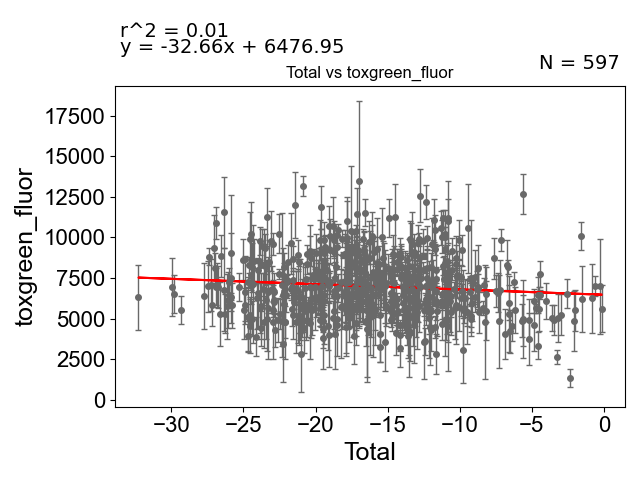 r^2 = 0.01
y = -32.66x + 6476.95
N = 597
Total vs toxgreen_fluor
17500
15000
12500
10000
7500
5000
2500
0
toxgreen_fluor
−30
−25
−20
−15
−10
−5
0
Total